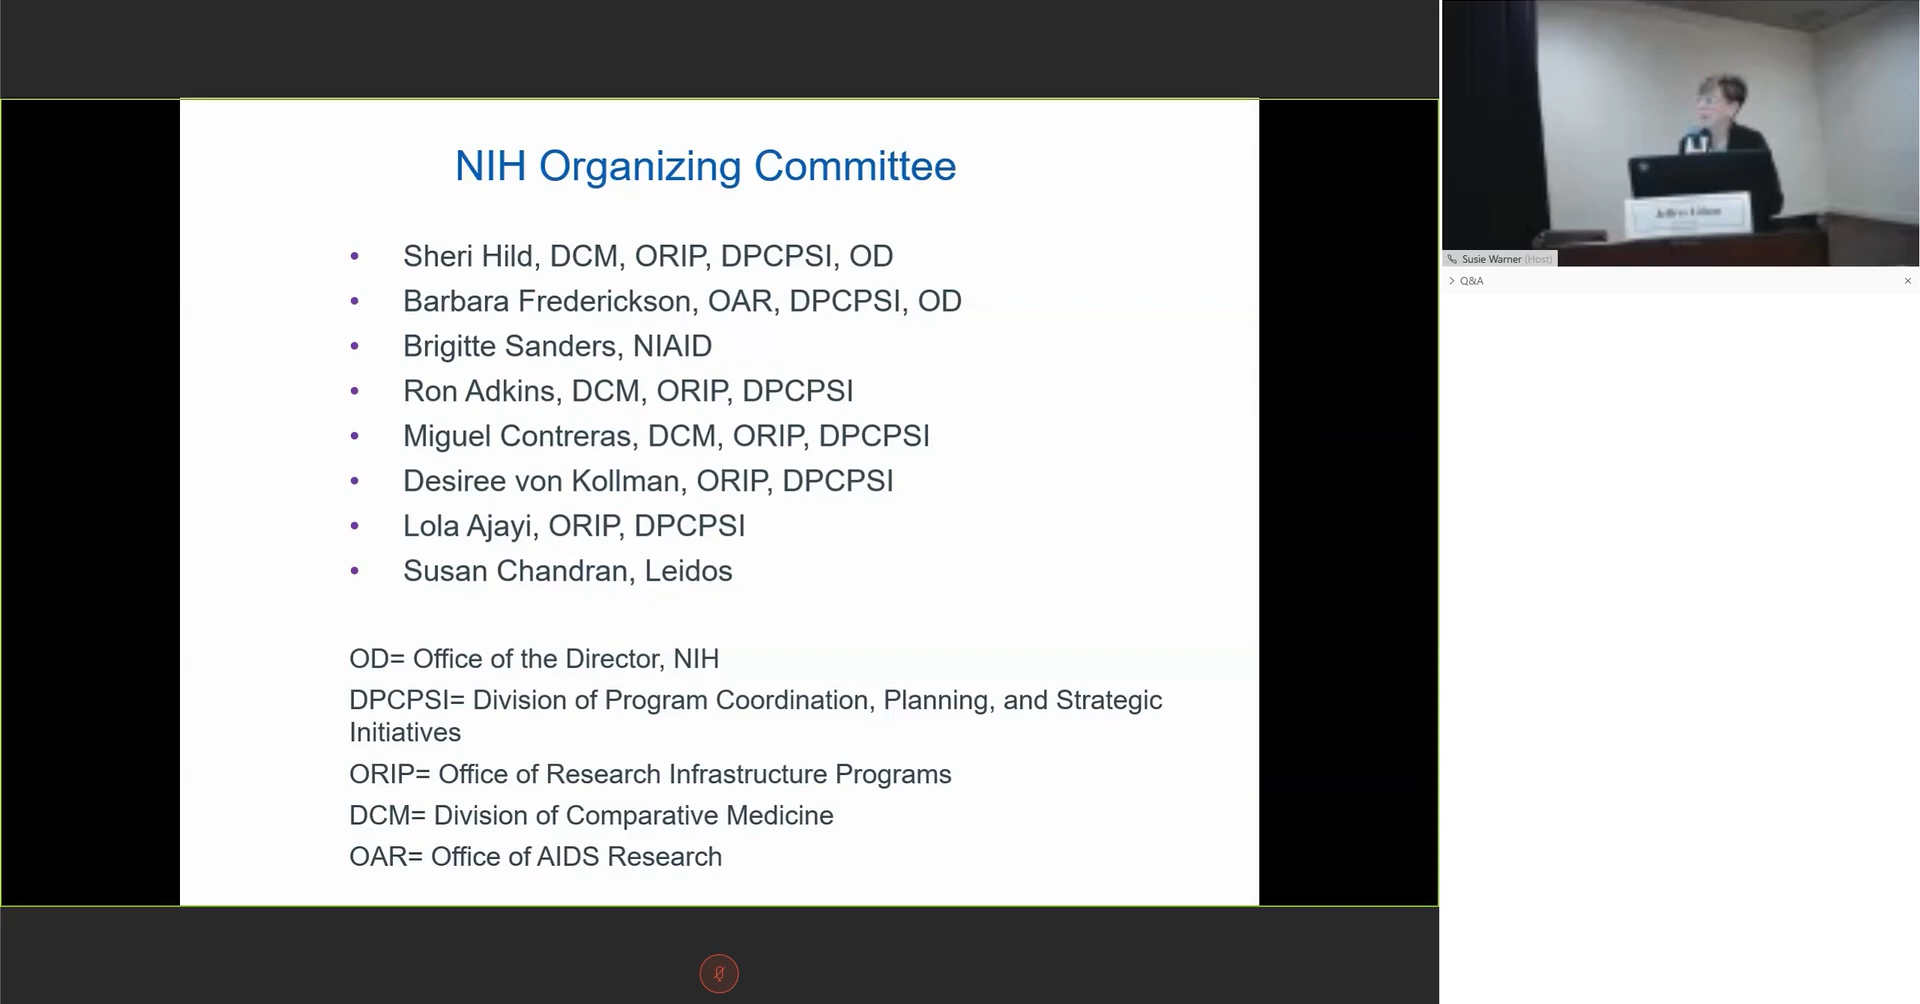 NIH Organizing Committee
• Sheri Hild, DCM, ORIP, DPCPSI, OD
• Barbara Frederickson, OAR, DPCPSI, OD
• Brigitte Sanders, NIAID
• Ron Adkins, DCM, ORIP, DPCPSI
• Miguel Contreras, DCM, ORIP, DPCPSI
• Desiree von Kollman, ORIP, DPCPSI
• Lola Ajayi, ORIP, DPCPSI
• Susan Chandran, Leidos
OD= Office of the Director, NIH
DPCPSI= Division of Program Coordination, Planning, and Strategic
Initiatives
ORIP= Office of Research Infrastructure Programs
DCM= Division of Comparative Medicine
OAR= Office of AIDS Research
Susie Warner (Host)
Q&A